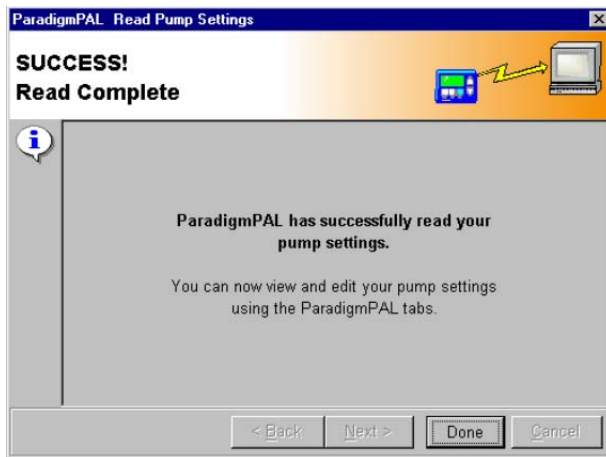 ParadigmPAL Read Pump Settings
SUCCESS!
Read Complete
ParadigmPAL has successfully read your
pump settings.
You can now view and edit your pump settings
using the ParadigmPAL tabs.
< Back
Next >
Done
Cancel